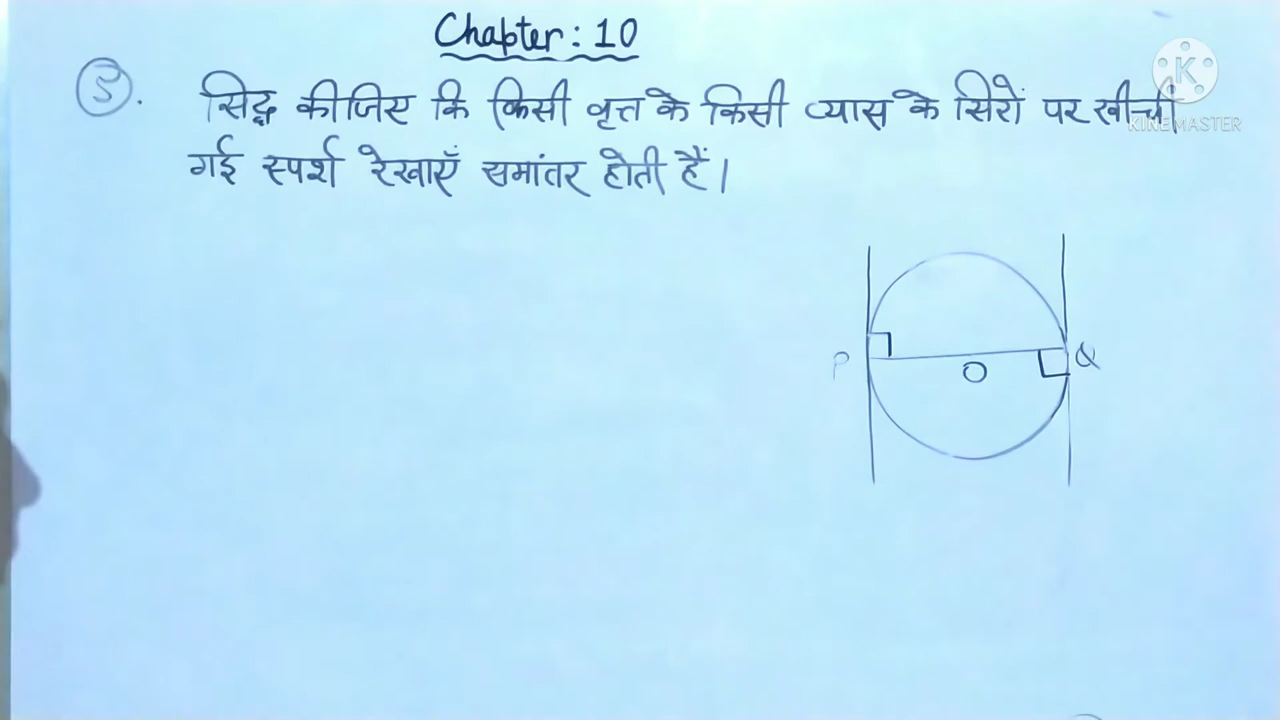 Chapter : 10
5. सिद्ध कीजिए कि किसी वृत्त के किसी व्यास के सिरों पर खींची
गई स्पर्श रेखाएँ समांतर होती हैं।
P O Q
K
KINEMASTER